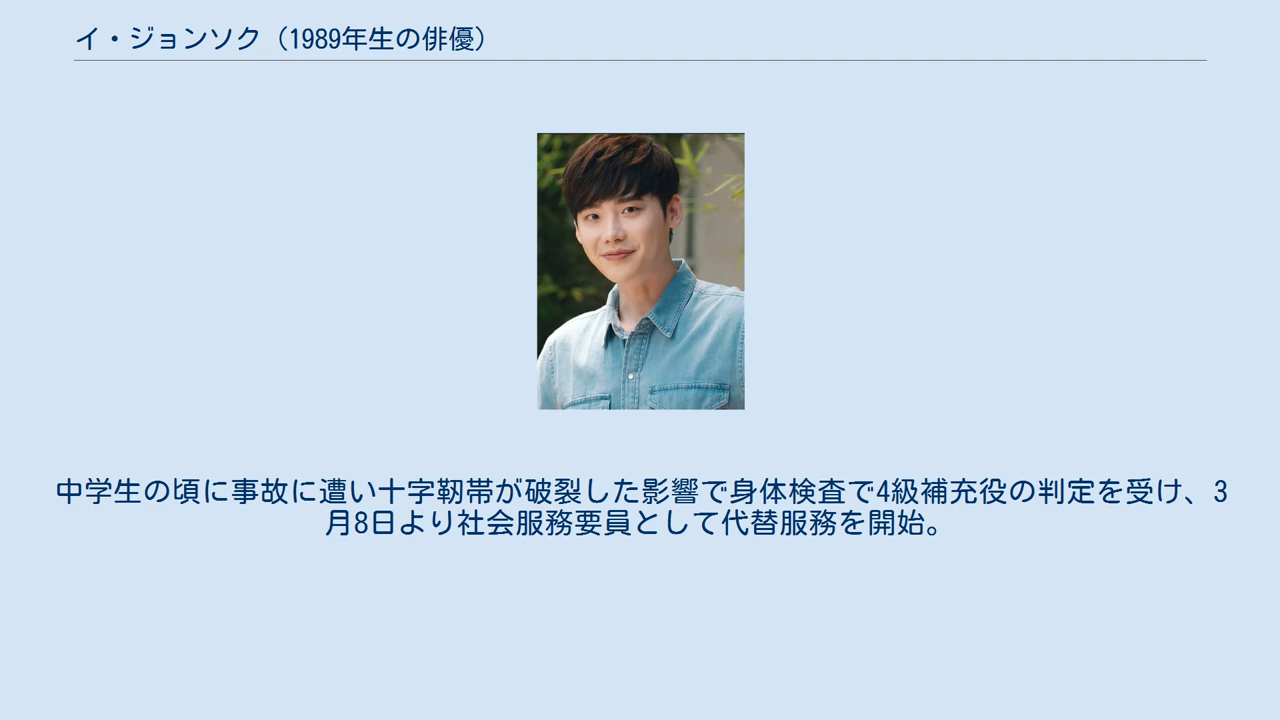 イ・ジョンソク（1989年生の俳優）
中学生の頃に事故に遭い十字靭帯が破裂した影響で身体検査で4級補充役の判定を受け、3
月8日より社会服務要員として代替服務を開始。